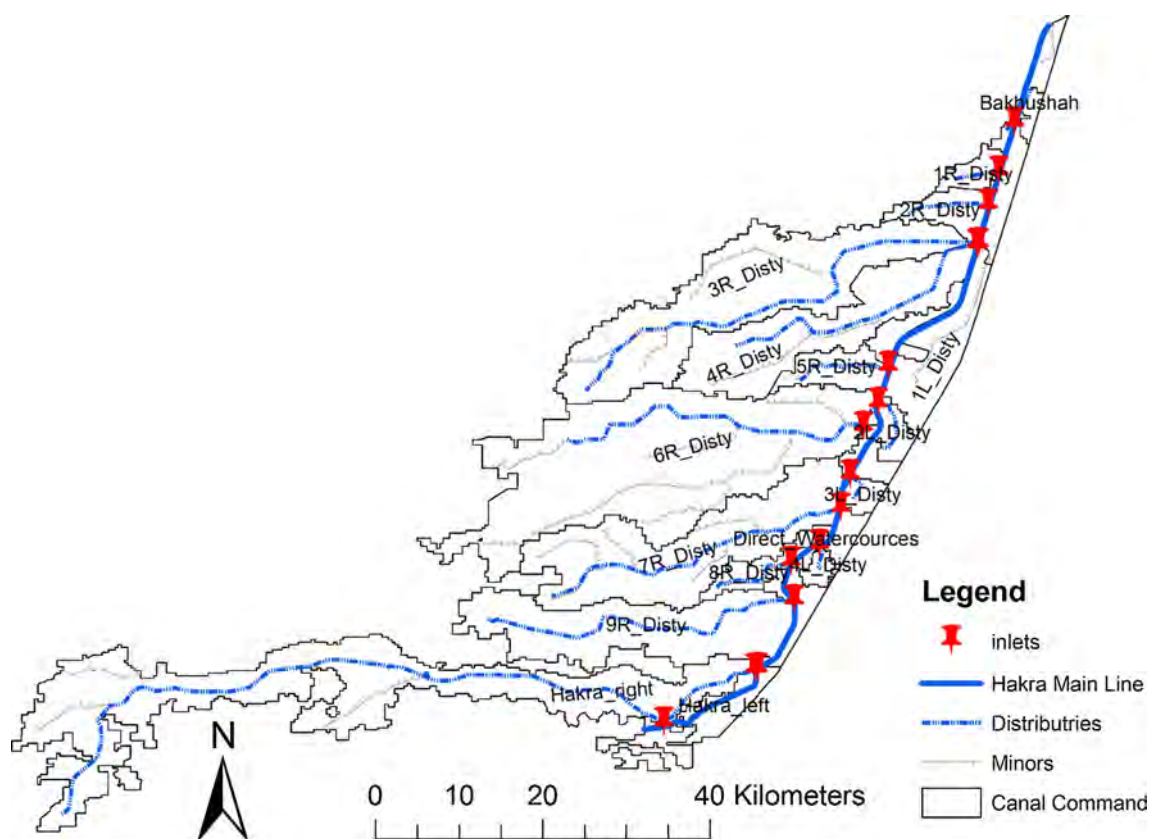 Bakhushah
1R_Disty
2R_Disty
3R_Disty
4R_Disty
5R_Disty
1L_Disty
2L_Disty
6R_Disty
3L_Disty
Direct_Watercources
7R_Disty
8R_Disty
4L_Disty
9R_Disty
Hakra_right
Hakra_left
Legend
inlets
Hakra Main Line
Distributries
Minors
Canal Command
N
0 10 20 40 Kilometers